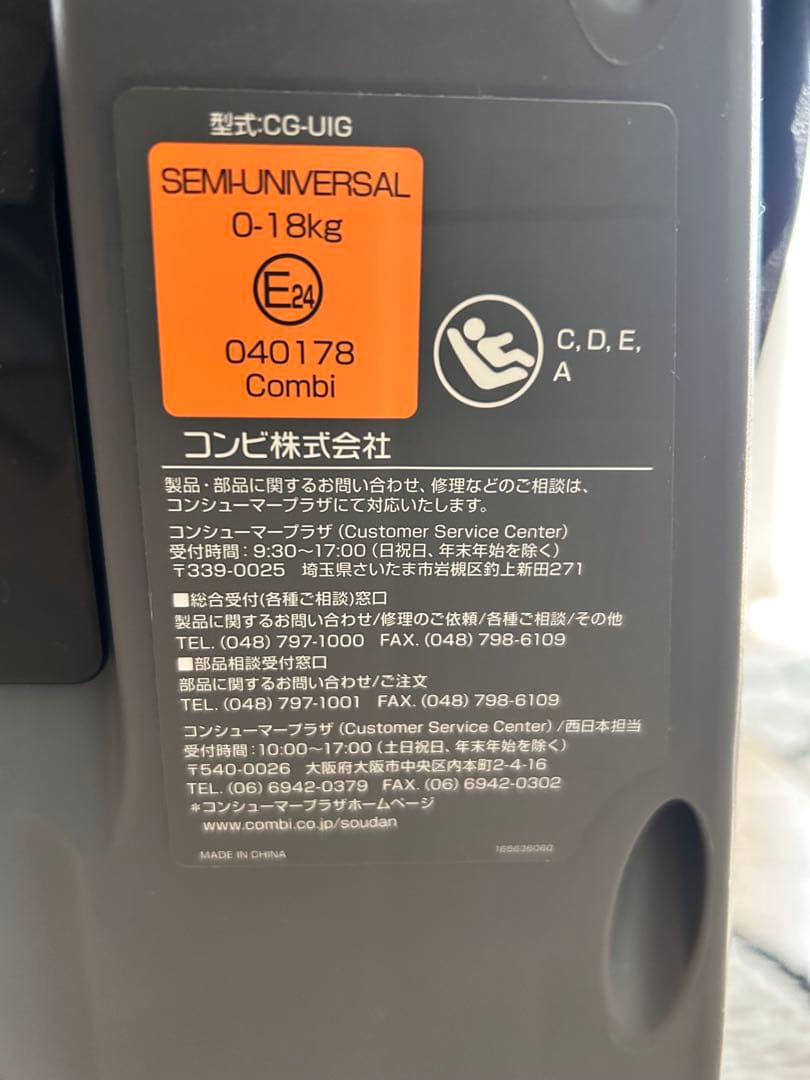 型式:CG-UIG
SEMI-UNIVERSAL
0-18kg
E24
040178
Combi
C, D, E,
A
コンビ株式会社
製品・部品に関するお問い合わせ、修理などのご相談は、
コンシューマープラザにて対応いたします。
コンシューマープラザ (Customer Service Center)
受付時間：9:30〜17:00 (日祝日、年末年始を除く)
〒339-0025 埼玉県さいたま市岩槻区釣上新田271
■総合受付(各種ご相談)窓口
製品に関するお問い合わせ/修理のご依頼/各種ご相談/その他
TEL. (048) 797-1000 FAX. (048) 798-6109
■部品相談受付窓口
部品に関するお問い合わせ/ご注文
TEL. (048) 797-1001 FAX. (048) 798-6109
コンシューマープラザ (Customer Service Center) /西日本担当
受付時間：10:00〜17:00 (土日祝日、年末年始を除く)
〒540-0026 大阪府大阪市中央区内本町2-4-16
TEL. (06) 6942-0379 FAX. (06) 6942-0302
＊コンシューマープラザホームページ
www.combi.co.jp/soudan
MADE IN CHINA